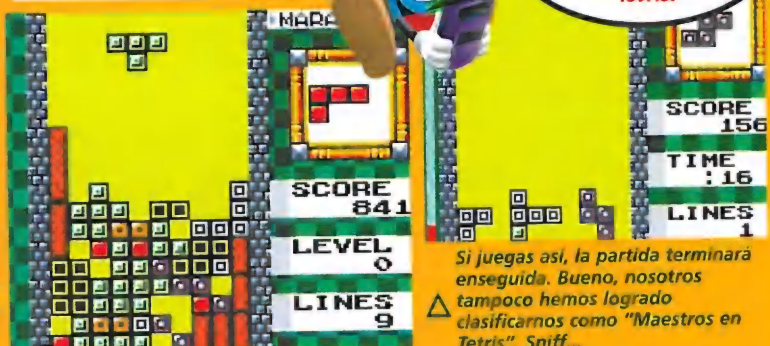 MARA
SCORE
841
LEVEL
0
LINES
9
SCORE
156
TIME
:16
LINES
1
Si juegas así, la partida terminará
enseguida. Bueno, nosotros
tampoco hemos logrado
clasificarnos como "Maestros en
Tetris". Sniff...